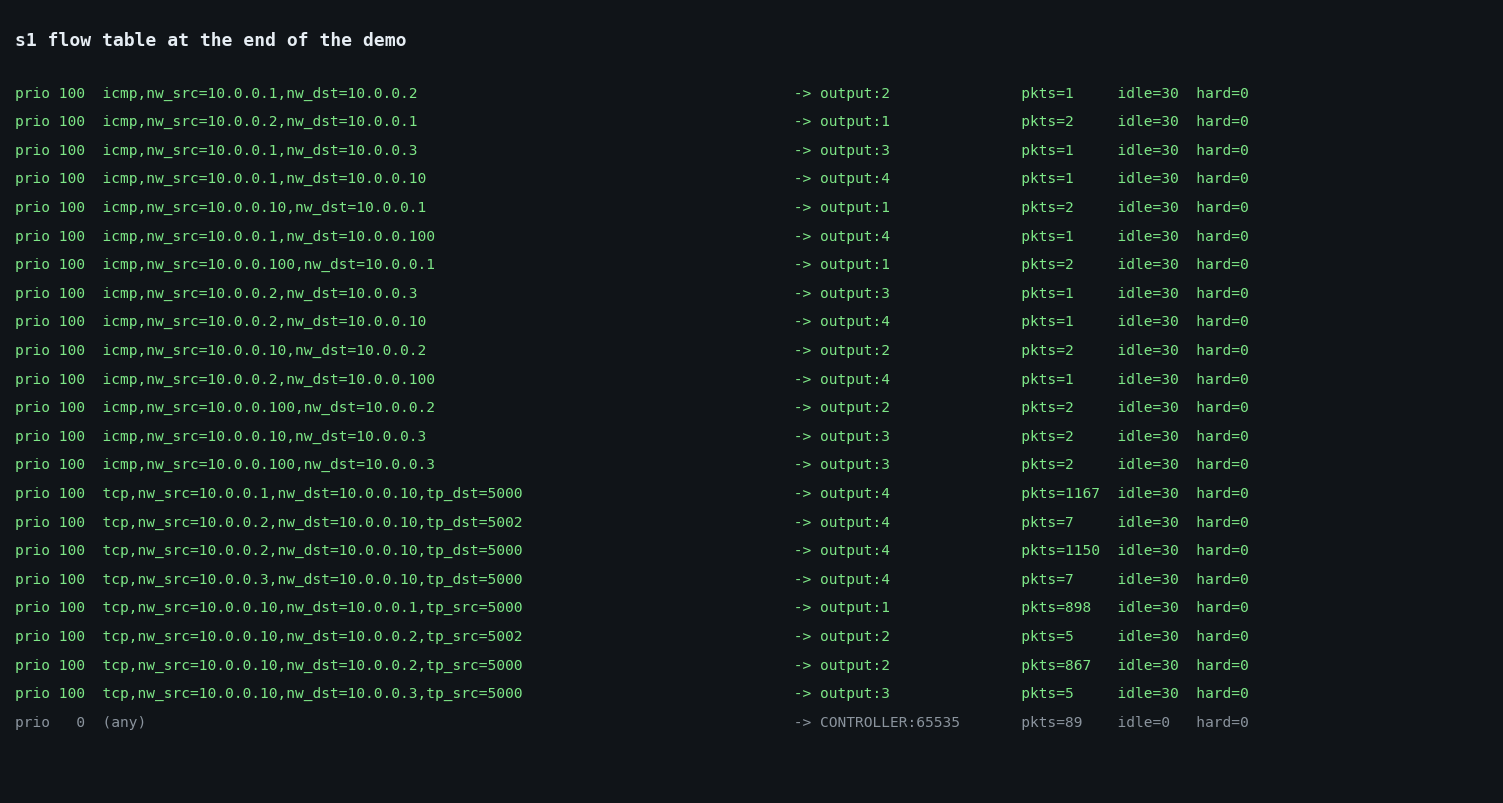 s1 flow table at the end of the demo
prio 100  icmp,nw_src=10.0.0.1,nw_dst=10.0.0.2 -> output:2 pkts=1 idle=30 hard=0
prio 100  icmp,nw_src=10.0.0.2,nw_dst=10.0.0.1 -> output:1 pkts=2 idle=30 hard=0
prio 100  icmp,nw_src=10.0.0.1,nw_dst=10.0.0.3 -> output:3 pkts=1 idle=30 hard=0
prio 100  icmp,nw_src=10.0.0.1,nw_dst=10.0.0.10 -> output:4 pkts=1 idle=30 hard=0
prio 100  icmp,nw_src=10.0.0.10,nw_dst=10.0.0.1 -> output:1 pkts=2 idle=30 hard=0
prio 100  icmp,nw_src=10.0.0.1,nw_dst=10.0.0.100 -> output:4 pkts=1 idle=30 hard=0
prio 100  icmp,nw_src=10.0.0.100,nw_dst=10.0.0.1 -> output:1 pkts=2 idle=30 hard=0
prio 100  icmp,nw_src=10.0.0.2,nw_dst=10.0.0.3 -> output:3 pkts=1 idle=30 hard=0
prio 100  icmp,nw_src=10.0.0.2,nw_dst=10.0.0.10 -> output:4 pkts=1 idle=30 hard=0
prio 100  icmp,nw_src=10.0.0.10,nw_dst=10.0.0.2 -> output:2 pkts=2 idle=30 hard=0
prio 100  icmp,nw_src=10.0.0.2,nw_dst=10.0.0.100 -> output:4 pkts=1 idle=30 hard=0
prio 100  icmp,nw_src=10.0.0.100,nw_dst=10.0.0.2 -> output:2 pkts=2 idle=30 hard=0
prio 100  icmp,nw_src=10.0.0.10,nw_dst=10.0.0.3 -> output:3 pkts=2 idle=30 hard=0
prio 100  icmp,nw_src=10.0.0.100,nw_dst=10.0.0.3 -> output:3 pkts=2 idle=30 hard=0
prio 100  tcp,nw_src=10.0.0.1,nw_dst=10.0.0.10,tp_dst=5000 -> output:4 pkts=1167 idle=30 hard=0
prio 100  tcp,nw_src=10.0.0.2,nw_dst=10.0.0.10,tp_dst=5002 -> output:4 pkts=7 idle=30 hard=0
prio 100  tcp,nw_src=10.0.0.2,nw_dst=10.0.0.10,tp_dst=5000 -> output:4 pkts=1150 idle=30 hard=0
prio 100  tcp,nw_src=10.0.0.3,nw_dst=10.0.0.10,tp_dst=5000 -> output:4 pkts=7 idle=30 hard=0
prio 100  tcp,nw_src=10.0.0.10,nw_dst=10.0.0.1,tp_src=5000 -> output:1 pkts=898 idle=30 hard=0
prio 100  tcp,nw_src=10.0.0.10,nw_dst=10.0.0.2,tp_src=5002 -> output:2 pkts=5 idle=30 hard=0
prio 100  tcp,nw_src=10.0.0.10,nw_dst=10.0.0.2,tp_src=5000 -> output:2 pkts=867 idle=30 hard=0
prio 100  tcp,nw_src=10.0.0.10,nw_dst=10.0.0.3,tp_src=5000 -> output:3 pkts=5 idle=30 hard=0
prio   0  (any) -> CONTROLLER:65535 pkts=89 idle=0 hard=0